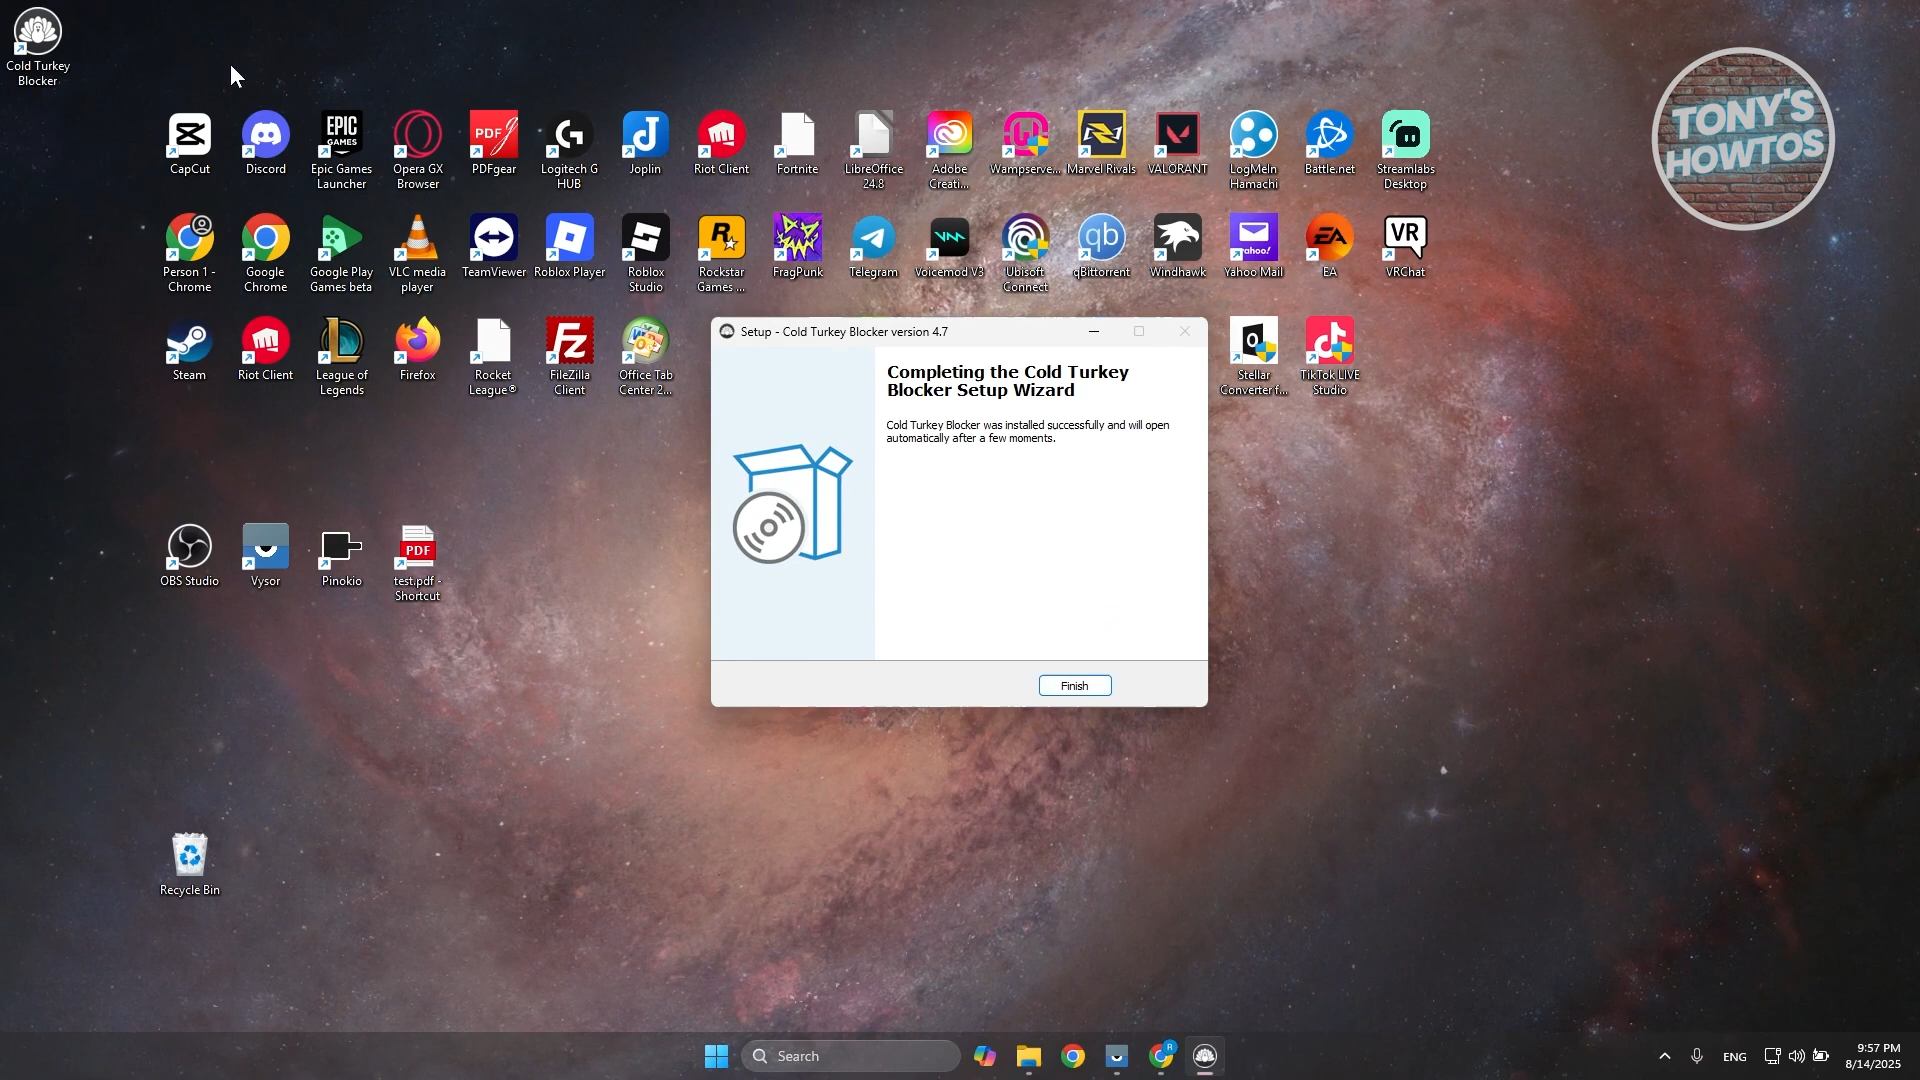 Cold Turkey
Blocker
TONY'S
HOWTOS
CapCut
Discord
EPIC
GAMES
Epic Games
Launcher
Opera GX
Browser
PDF
PDFgear
Logitech G
HUB
Joplin
Riot Client
Fortnite
LibreOffice
24.8
Adobe
Creati...
Wampserve...
Marvel Rivals
VALORANT
LogMeIn
Hamachi
Battle.net
Streamlabs
Desktop
Person 1 -
Chrome
Google
Chrome
Google Play
Games beta
VLC media
player
TeamViewer
Roblox Player
Roblox
Studio
R
Rockstar
Games ...
FragPunk
Telegram
Voicemod V3
Ubisoft
Connect
qb
qBittorrent
Windhawk
yahoo!
Yahoo Mail
EA
EA
VR
VRChat
Steam
Riot Client
League of
Legends
Firefox
Rocket
League®
Fz
FileZilla
Client
Office Tab
Center 2...
Stellar
Converter f...
TikTok LIVE
Studio
Setup - Cold Turkey Blocker version 4.7
Completing the Cold Turkey
Blocker Setup Wizard
Cold Turkey Blocker was installed successfully and will open
automatically after a few moments.
Finish
OBS Studio
Vysor
Pinokio
PDF
test.pdf -
Shortcut
Recycle Bin
Search
R
ENG
9:57 PM
8/14/2025